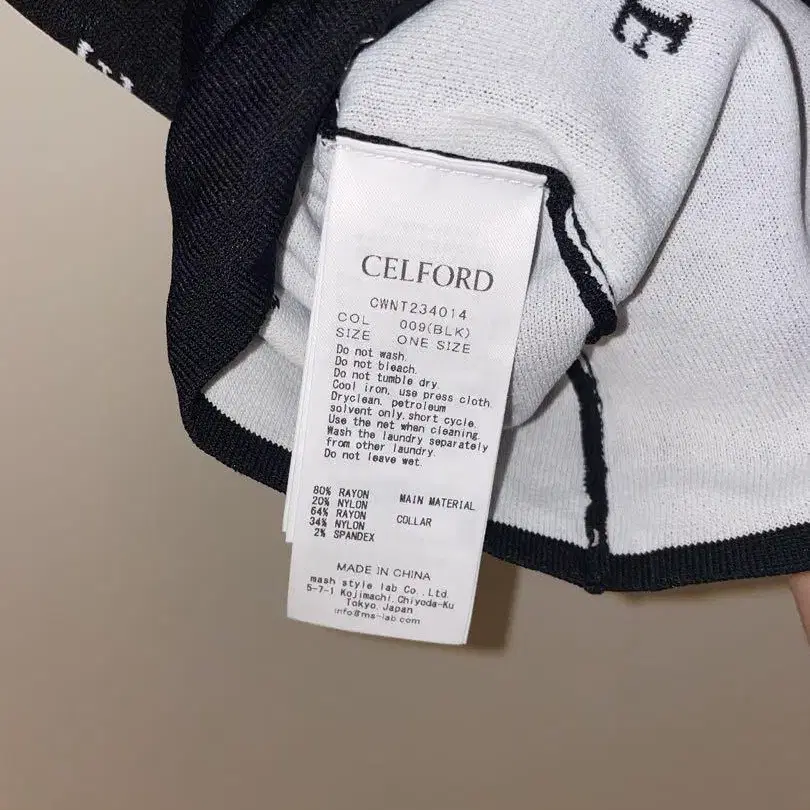 E
CELFORD
CWNT234014
COL 009(BLK)
SIZE ONE SIZE
Do not wash.
Do not bleach.
Do not tumble dry.
Cool iron, use press cloth.
Dryclean, petroleum
solvent only, short cycle.
Use the net when cleaning.
Wash the laundry separately
from other laundry.
Do not leave wet.
80% RAYON MAIN MATERIAL
20% NYLON
64% RAYON COLLAR
34% NYLON
2% SPANDEX
MADE IN CHINA
mash style lab Co., Ltd.
5-7-1 Kojimachi, Chiyoda-Ku
Tokyo, Japan
info@ms-lab.com